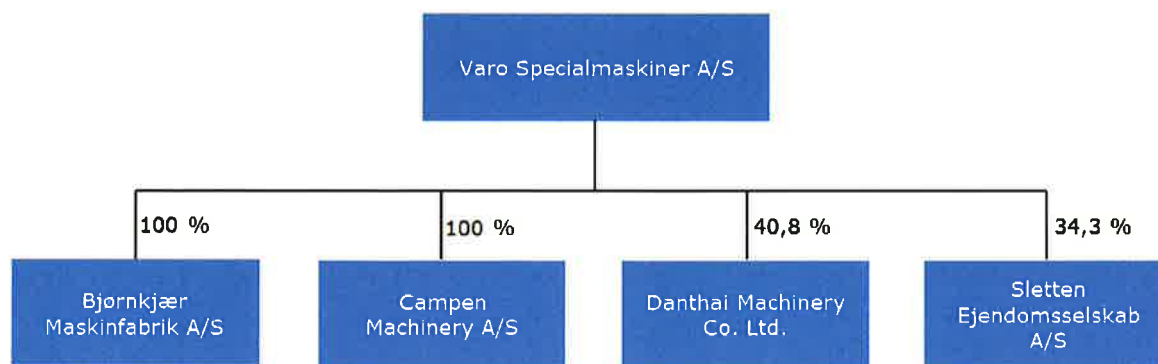 Varo Specialmaskiner A/S
100 %
100 %
40,8 %
34,3 %
Bjørnkjær
Maskinfabrik A/S
Campen
Machinery A/S
Danthai Machinery
Co. Ltd.
Sletten
Ejendomsselskab
A/S